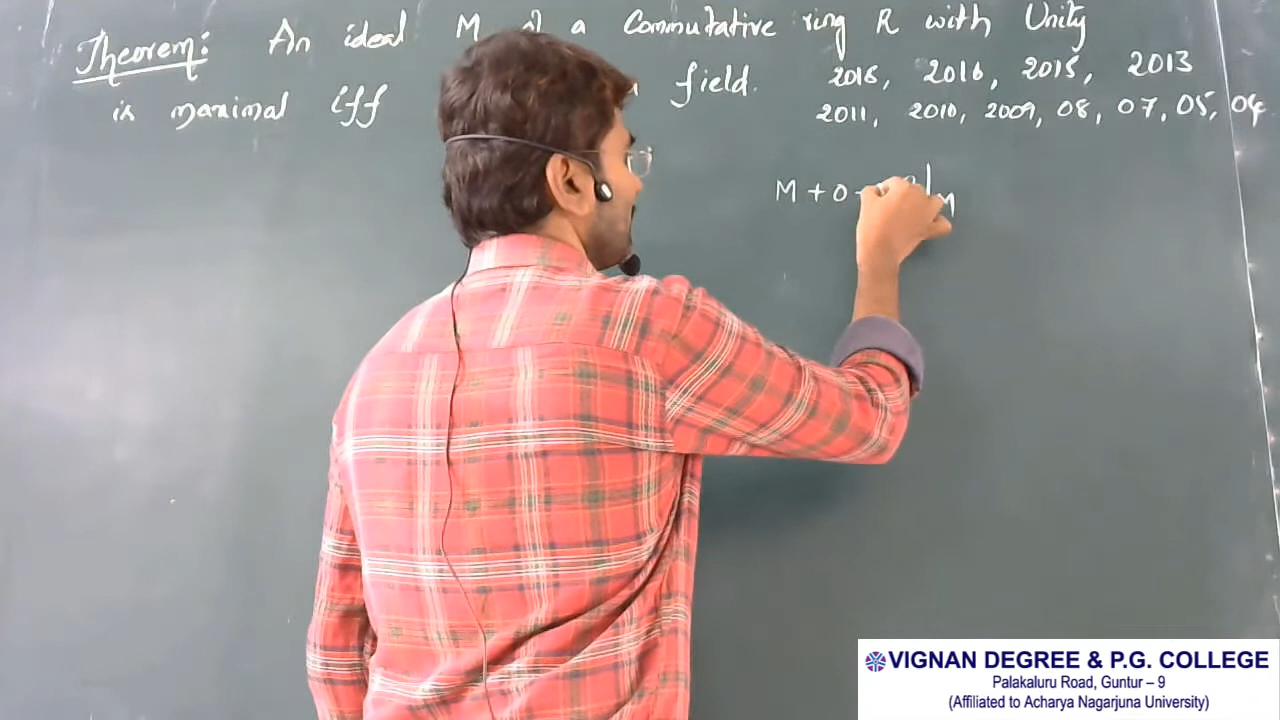 Theorem: An ideal M of a Commutative ring R with Unity
is maximal iff a field. 2018, 2016, 2015, 2013
2011, 2010, 2009, 08, 07, 05, 04
M + 0 M
VIGNAN DEGREE & P.G. COLLEGE
Palakaluru Road, Guntur – 9
(Affiliated to Acharya Nagarjuna University)